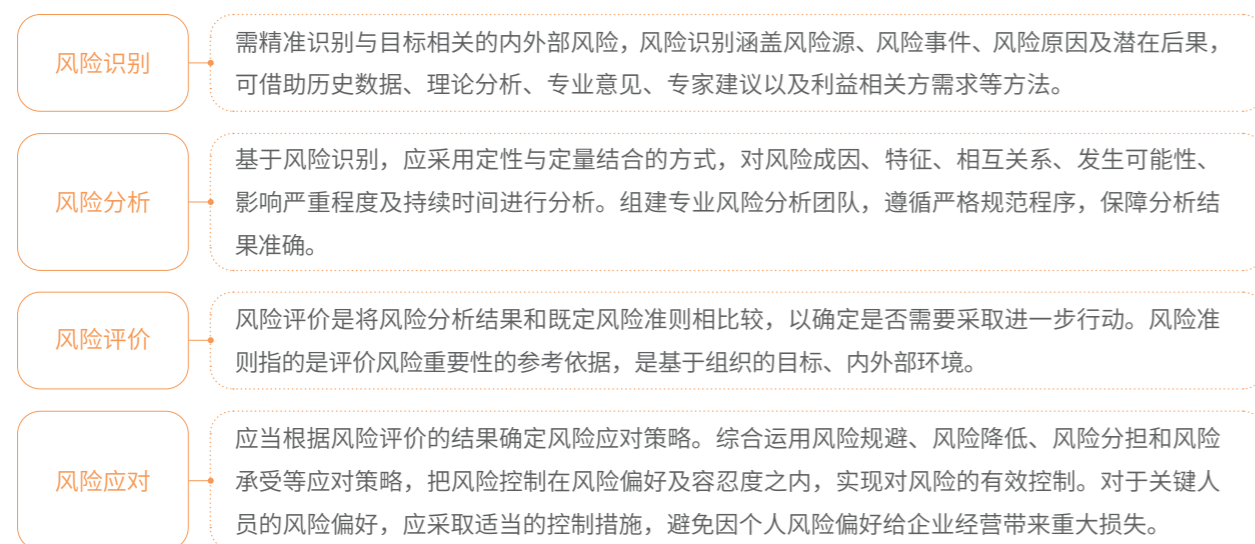 风险识别
需精准识别与目标相关的内外部风险，风险识别涵盖风险源、风险事件、风险原因及潜在后果，
可借助历史数据、理论分析、专业意见、专家建议以及利益相关方需求等方法。
风险分析
基于风险识别，应采用定性与定量结合的方式，对风险成因、特征、相互关系、发生可能性、
影响严重程度及持续时间进行分析。组建专业风险分析团队，遵循严格规范程序，保障分析结
果准确。
风险评价
风险评价是将风险分析结果和既定风险准则相比较，以确定是否需要采取进一步行动。风险准
则指的是评价风险重要性的参考依据，是基于组织的目标、内外部环境。
风险应对
应当根据风险评价的结果确定风险应对策略。综合运用风险规避、风险降低、风险分担和风险
承受等应对策略，把风险控制在风险偏好及容忍度之内，实现对风险的有效控制。对于关键人
员的风险偏好，应采取适当的控制措施，避免因个人风险偏好给企业经营带来重大损失。